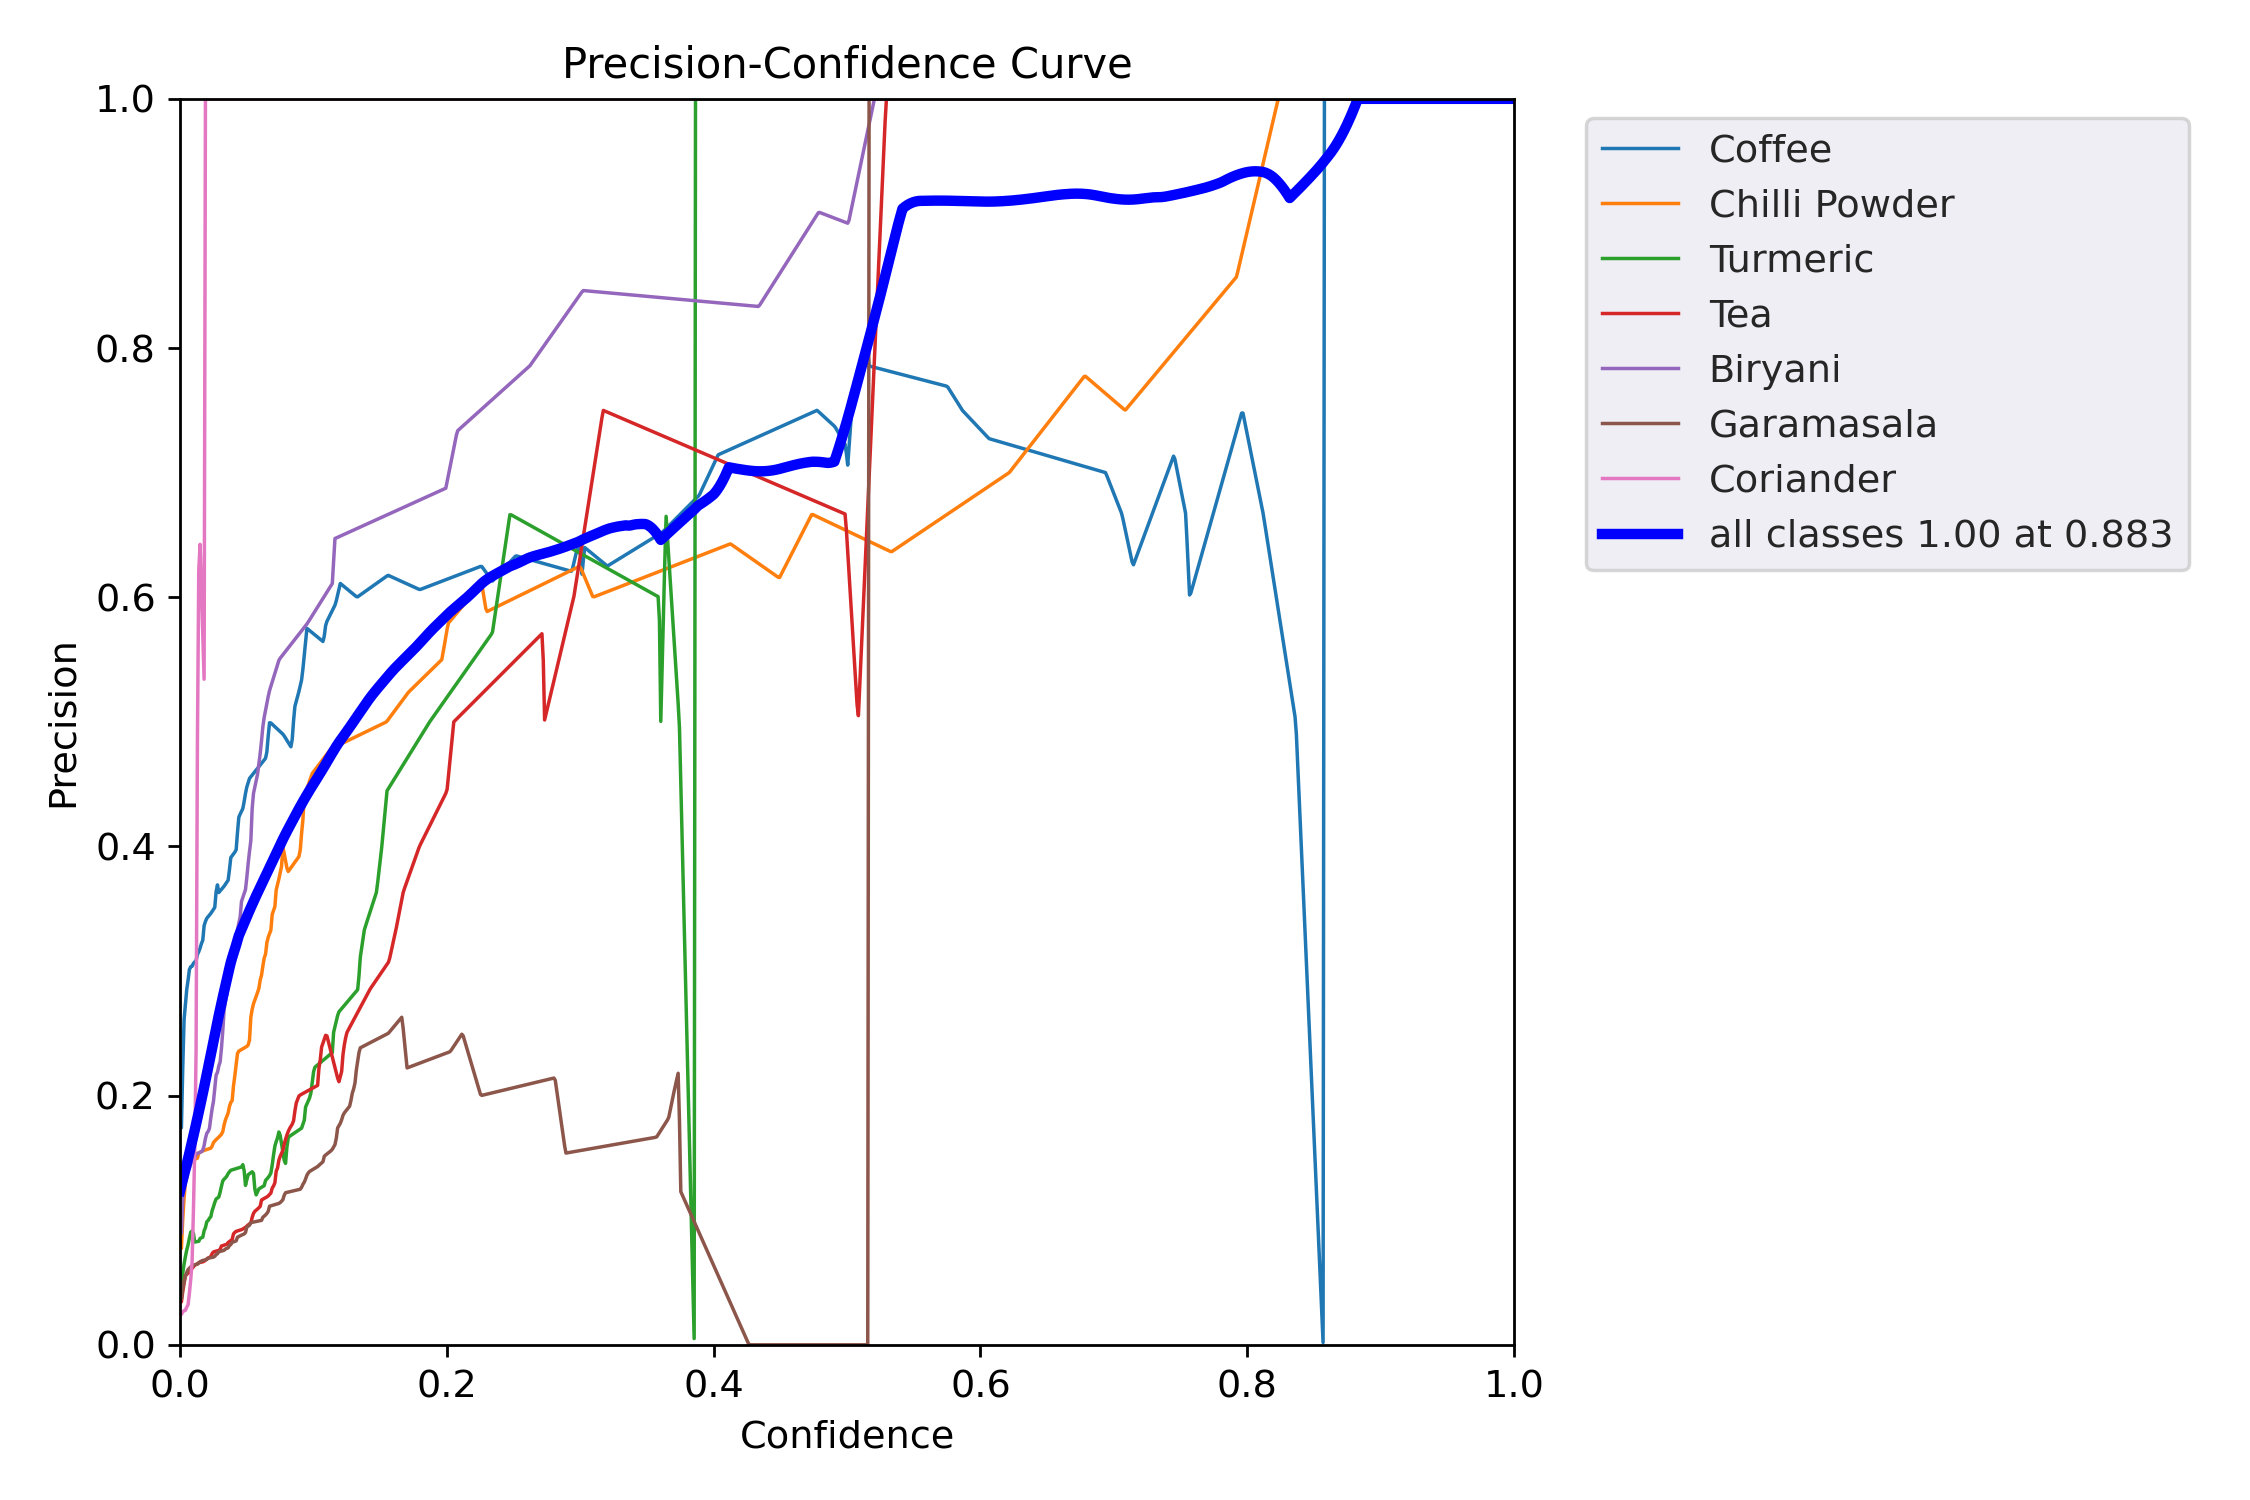 Precision-Confidence Curve
1.0
0.8
0.6
0.4
0.2
0.0
Precision
0.0 0.2 0.4 0.6 0.8 1.0
Confidence
Coffee
Chilli Powder
Turmeric
Tea
Biryani
Garamasala
Coriander
all classes 1.00 at 0.883